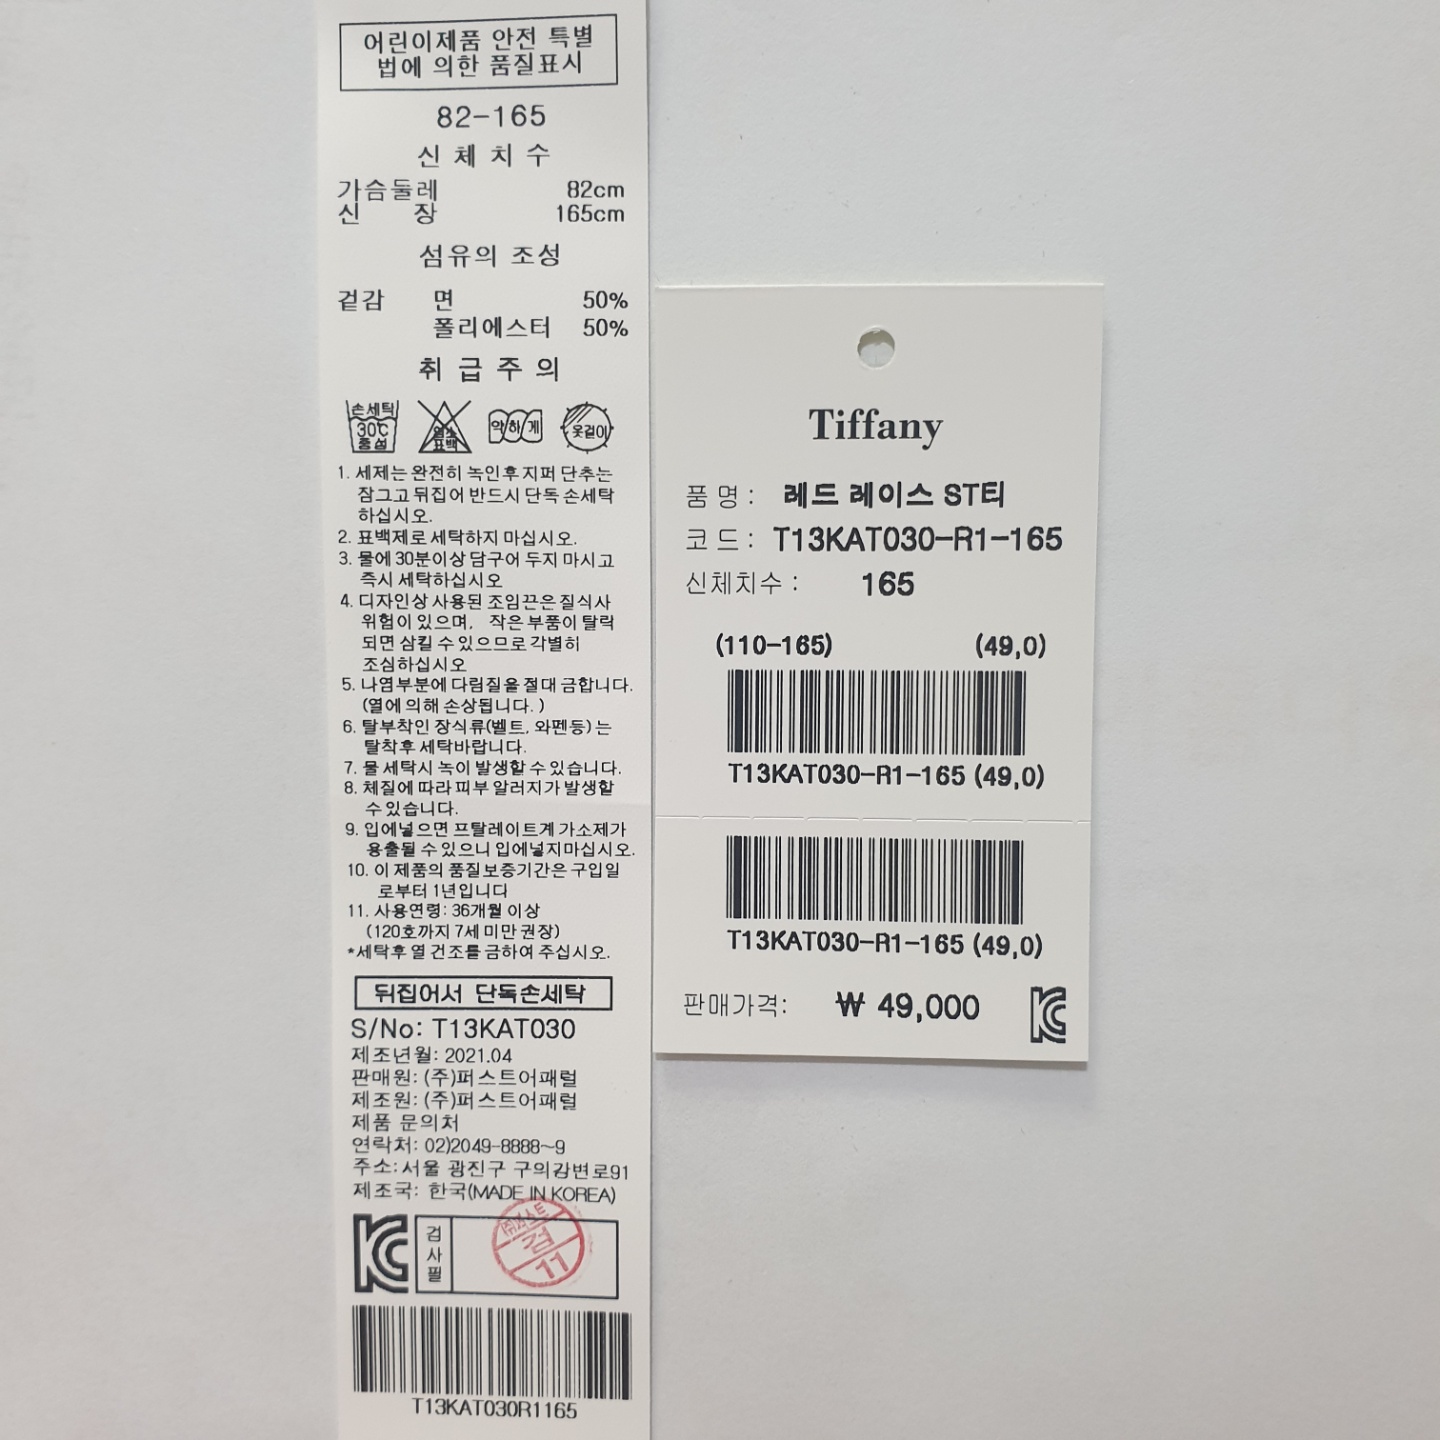 어린이제품 안전 특별
법에 의한 품질표시
82-165
신 체 치 수
가슴둘레 82cm
신 장 165cm
섬유의 조성
겉감 면 50%
폴리에스터 50%
취 급 주 의
손세탁
30℃
중성
염소
표백
약하게
옷걸이
1. 세제는 완전히 녹인후 지퍼 단추는
잠그고 뒤집어 반드시 단독 손세탁
하십시오.
2. 표백제로 세탁하지 마십시오.
3. 물에 30분이상 담구어 두지 마시고
즉시 세탁하십시오
4. 디자인상 사용된 조임끈은 질식사
위험이 있으며, 작은 부품이 탈락
되면 삼킬 수 있으므로 각별히
조심하십시오
5. 나염부분에 다림질을 절대 금합니다.
(열에 의해 손상됩니다.)
6. 탈부착인 장식류(벨트, 와펜등)는
탈착후 세탁바랍니다.
7. 물 세탁시 녹이 발생할 수 있습니다.
8. 체질에 따라 피부 알러지가 발생할
수 있습니다.
9. 입에넣으면 프탈레이트계 가소제가
용출될 수 있으니 입에넣지마십시오.
10. 이 제품의 품질보증기간은 구입일
로부터 1년입니다
11. 사용연령: 36개월 이상
(120호까지 7세 미만 권장)
*세탁후 열 건조를 금하여 주십시오.
뒤집어서 단독손세탁
S/No: T13KAT030
제조년월: 2021.04
판매원: (주)퍼스트어패럴
제조원: (주)퍼스트어패럴
제품 문의처
연락처: 02)2049-8888~9
주소:서울 광진구 구의강변로91
제조국: 한국(MADE IN KOREA)
KC
검사필
(주)퍼스트
검
11
T13KAT030R1165
Tiffany
품 명 : 레드 레이스 ST티
코 드 : T13KAT030-R1-165
신체치수 : 165
(110-165) (49,0)
T13KAT030-R1-165 (49,0)
T13KAT030-R1-165 (49,0)
판매가격: ₩ 49,000
KC